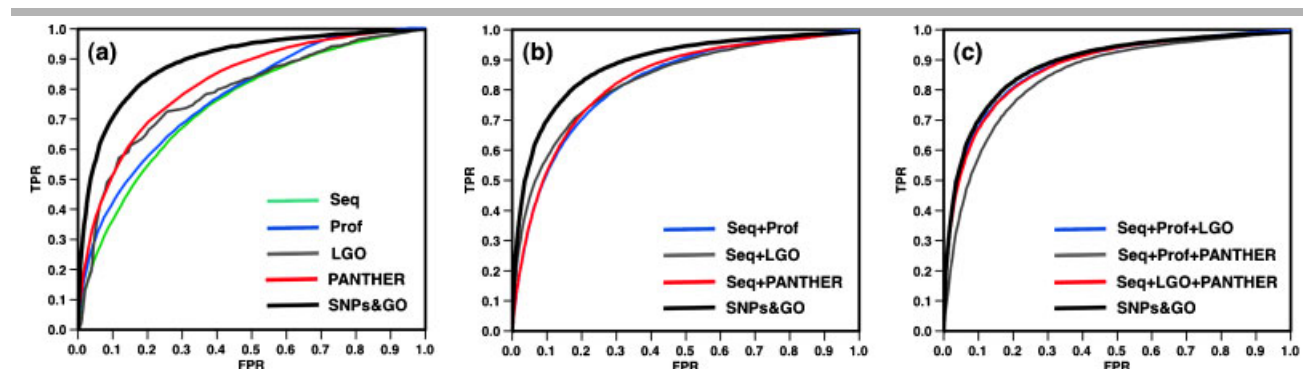 (a)
TPR
1.0
0.9
0.8
0.7
0.6
0.5
0.4
0.3
0.2
0.1
0.0
Seq
Prof
LGO
PANTHER
SNPs&GO
0.0 0.1 0.2 0.3 0.4 0.5 0.6 0.7 0.8 0.9 1.0
FPR
(b)
TPR
1.0
0.9
0.8
0.7
0.6
0.5
0.4
0.3
0.2
0.1
0.0
Seq+Prof
Seq+LGO
Seq+PANTHER
SNPs&GO
0.0 0.1 0.2 0.3 0.4 0.5 0.6 0.7 0.8 0.9 1.0
FPR
(c)
TPR
1.0
0.9
0.8
0.7
0.6
0.5
0.4
0.3
0.2
0.1
0.0
Seq+Prof+LGO
Seq+Prof+PANTHER
Seq+LGO+PANTHER
SNPs&GO
0.0 0.1 0.2 0.3 0.4 0.5 0.6 0.7 0.8 0.9 1.0
FPR